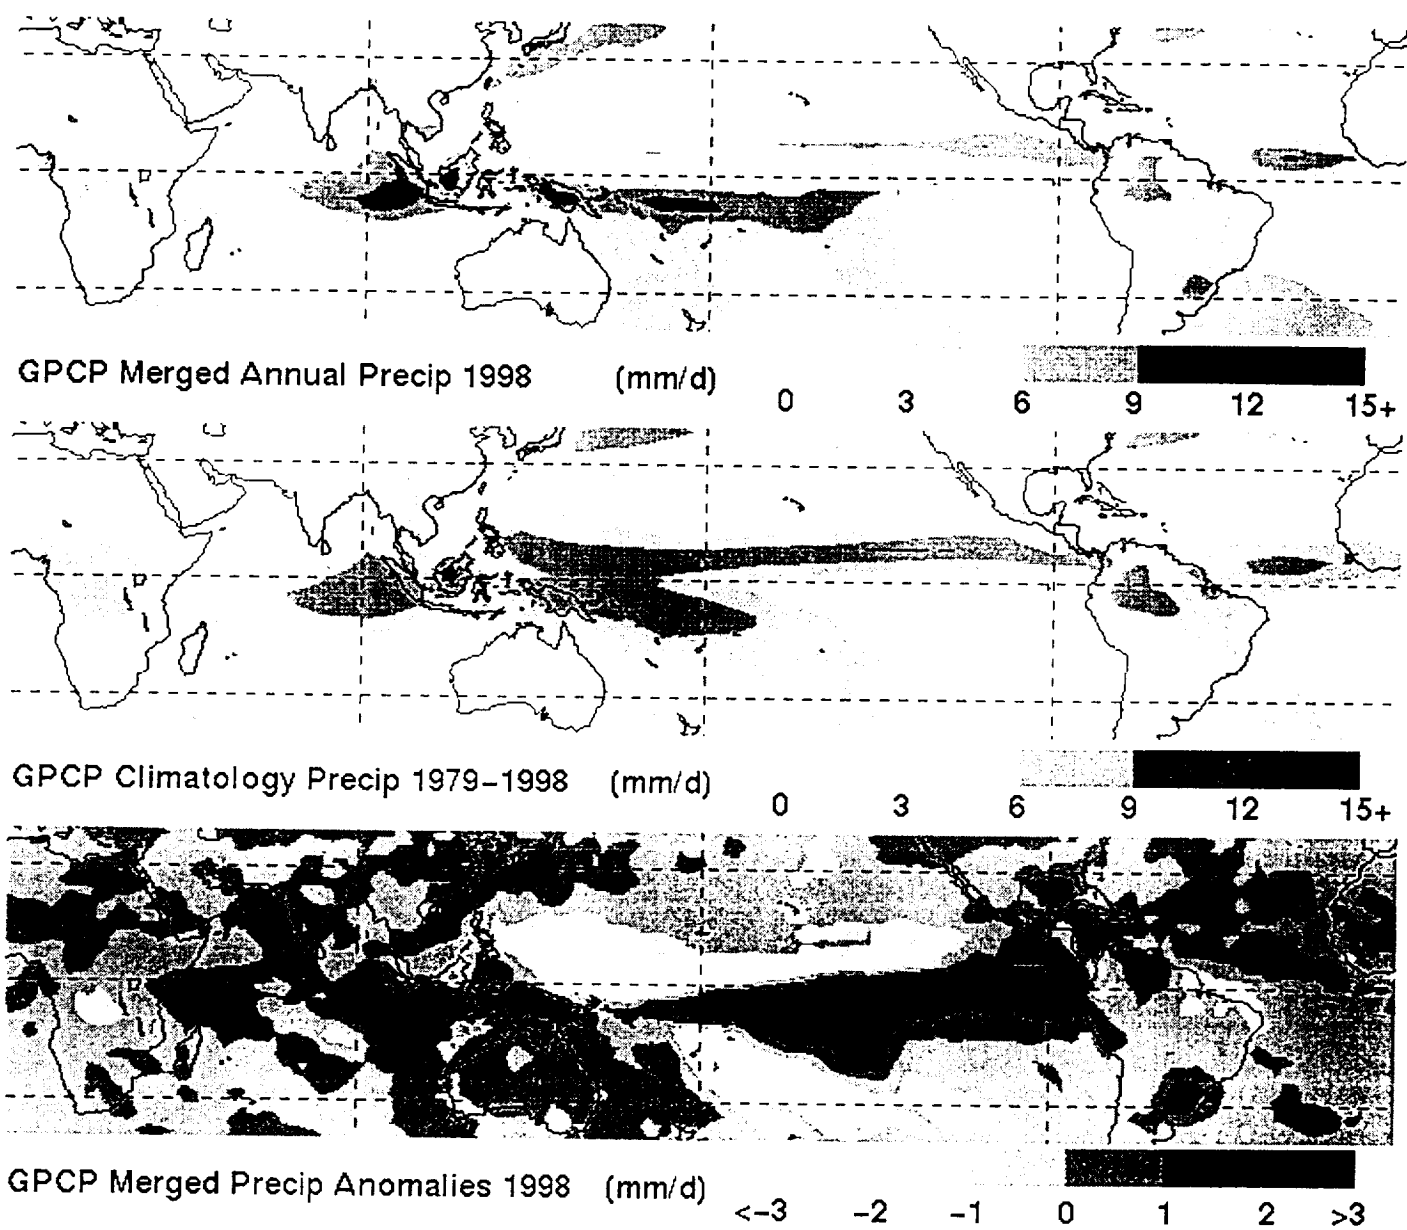 GPCP Merged Annual Precip 1998 (mm/d)
0 3 6 9 12 15+
GPCP Climatology Precip 1979-1998 (mm/d)
0 3 6 9 12 15+
GPCP Merged Precip Anomalies 1998 (mm/d)
<-3 -2 -1 0 1 2 >3